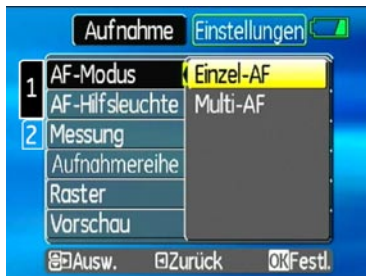 Aufnahme Einstellungen
1
2
AF-Modus Einzel-AF
AF-Hilfsleuchte Multi-AF
Messung
Aufnahmereihe
Raster
Vorschau
Ausw. Zurück OK Festl.